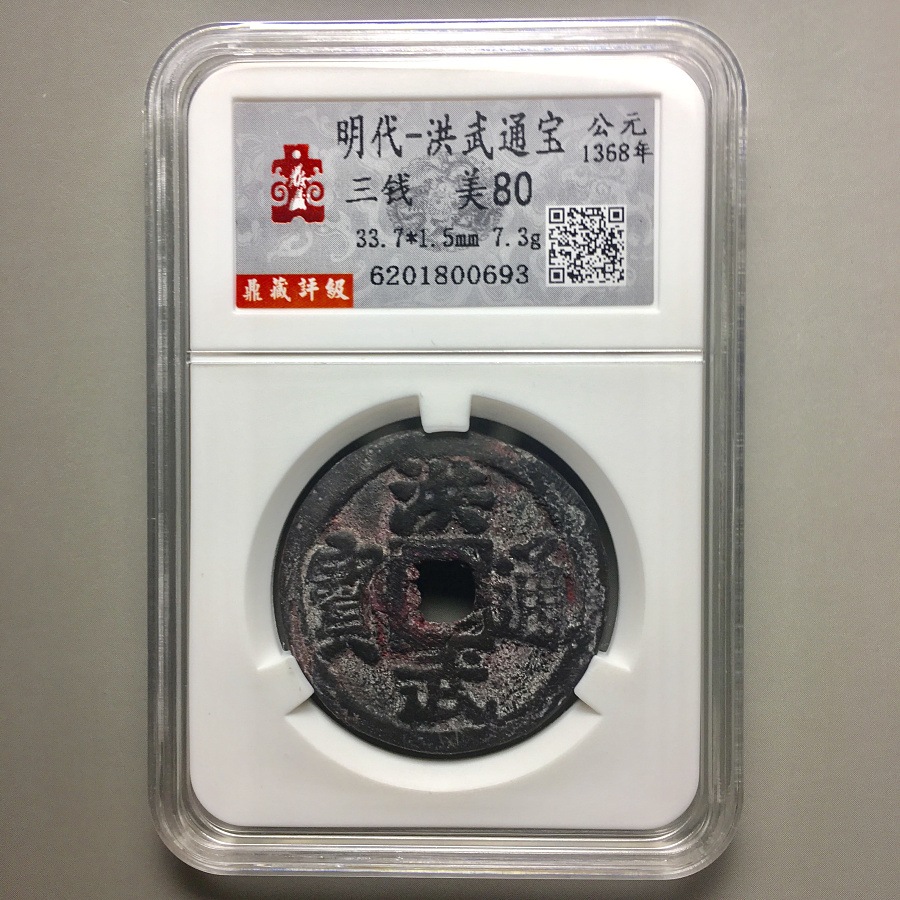 明代-洪武通宝
公元
1368年
三钱 美80
33.7*1.5mm 7.3g
鼎藏評級
6201800693
洪
寶 通
武